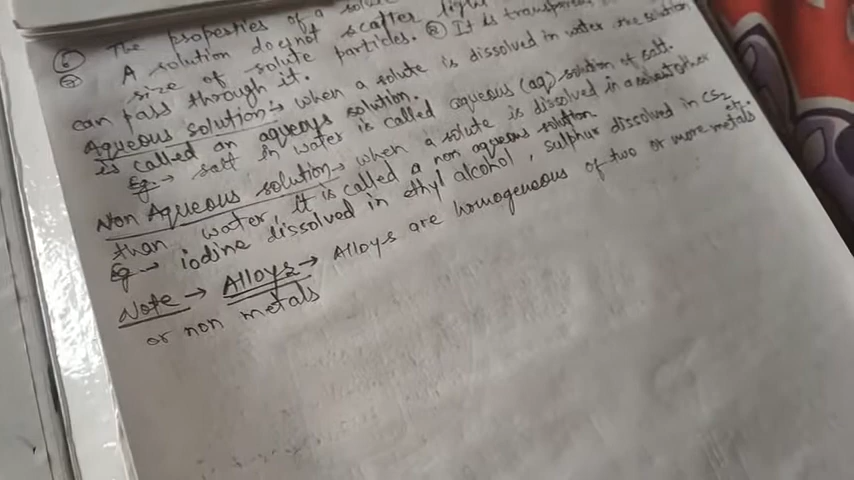 ⑥ The properties of a
⑦ A solution doesnot scatter light
size of solute particles. ⑧ It is transparent
can pass through it.
Aqueous solution → when a solute is dissolved in water the solution
is called an aqueous solution.
Eg → salt in water is called aqueous (aq) solution of salt.
Non Aqueous solution → when a solute is dissolved in a solvent other
than water, it is called a non aqueous solution
Eg → iodine dissolved in ethyl alcohol, sulphur dissolved in CS2 etc.
Note → Alloys → Alloys are homogeneous of two or more metals
or non metals